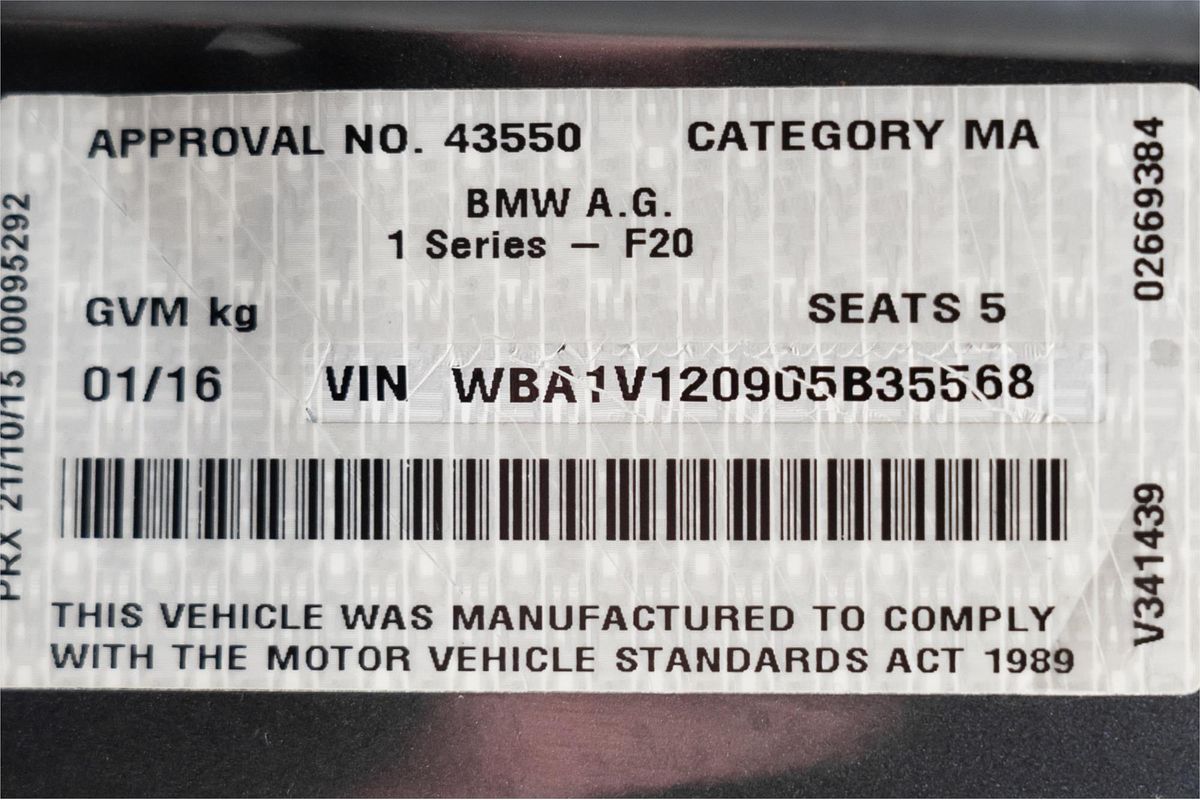 APPROVAL NO. 43550 CATEGORY MA
BMW A.G.
1 Series – F20
GVM kg SEATS 5
01/16 VIN WBA1V120905B35568
THIS VEHICLE WAS MANUFACTURED TO COMPLY
WITH THE MOTOR VEHICLE STANDARDS ACT 1989
PRX 21/10/15 00095292
02669384
V341439